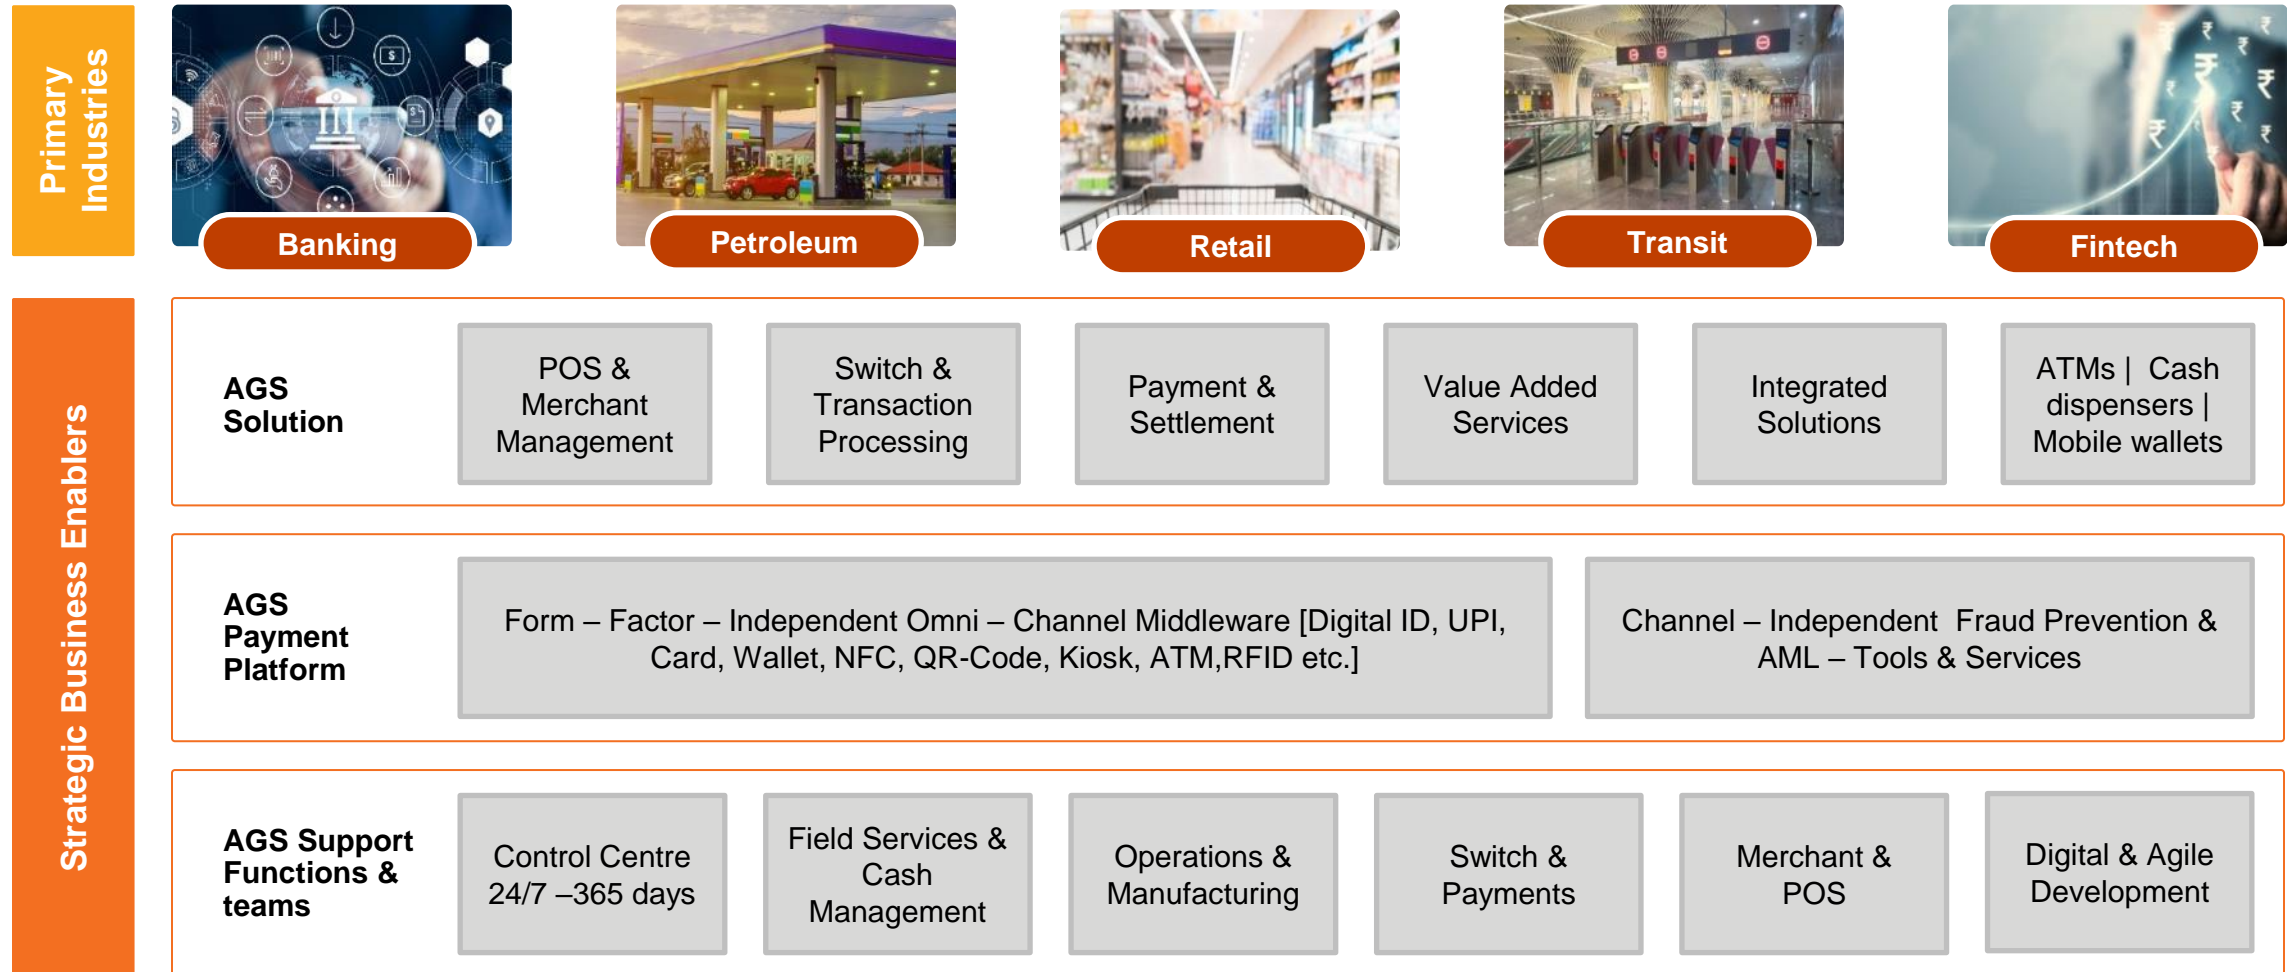 Primary
Industries
Banking
Petroleum
Retail
Transit
Fintech
Strategic Business Enablers
AGS
Solution
POS &
Merchant
Management
Switch &
Transaction
Processing
Payment &
Settlement
Value Added
Services
Integrated
Solutions
ATMs |  Cash
dispensers |
Mobile wallets
AGS
Payment
Platform
Form – Factor – Independent Omni – Channel Middleware [Digital ID, UPI,
Card, Wallet, NFC, QR-Code, Kiosk, ATM,RFID etc.]
Channel – Independent  Fraud Prevention &
AML – Tools & Services
AGS Support
Functions &
teams
Control Centre
24/7 –365 days
Field Services &
Cash
Management
Operations &
Manufacturing
Switch &
Payments
Merchant &
POS
Digital & Agile
Development